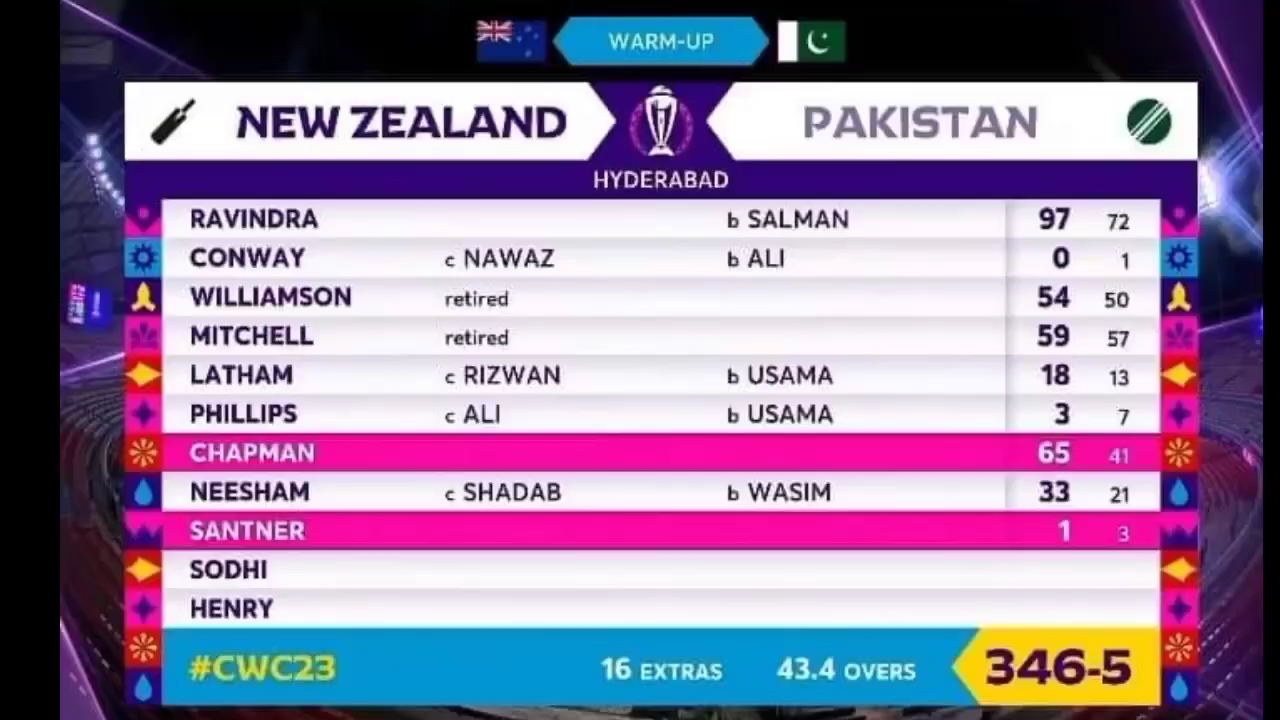 WARM-UP
NEW ZEALAND PAKISTAN
HYDERABAD
RAVINDRA b SALMAN 97 72
CONWAY c NAWAZ b ALI 0 1
WILLIAMSON retired 54 50
MITCHELL retired 59 57
LATHAM c RIZWAN b USAMA 18 13
PHILLIPS c ALI b USAMA 3 7
CHAPMAN 65 41
NEESHAM c SHADAB b WASIM 33 21
SANTNER 1 3
SODHI
HENRY
#CWC23 16 EXTRAS 43.4 OVERS 346-5